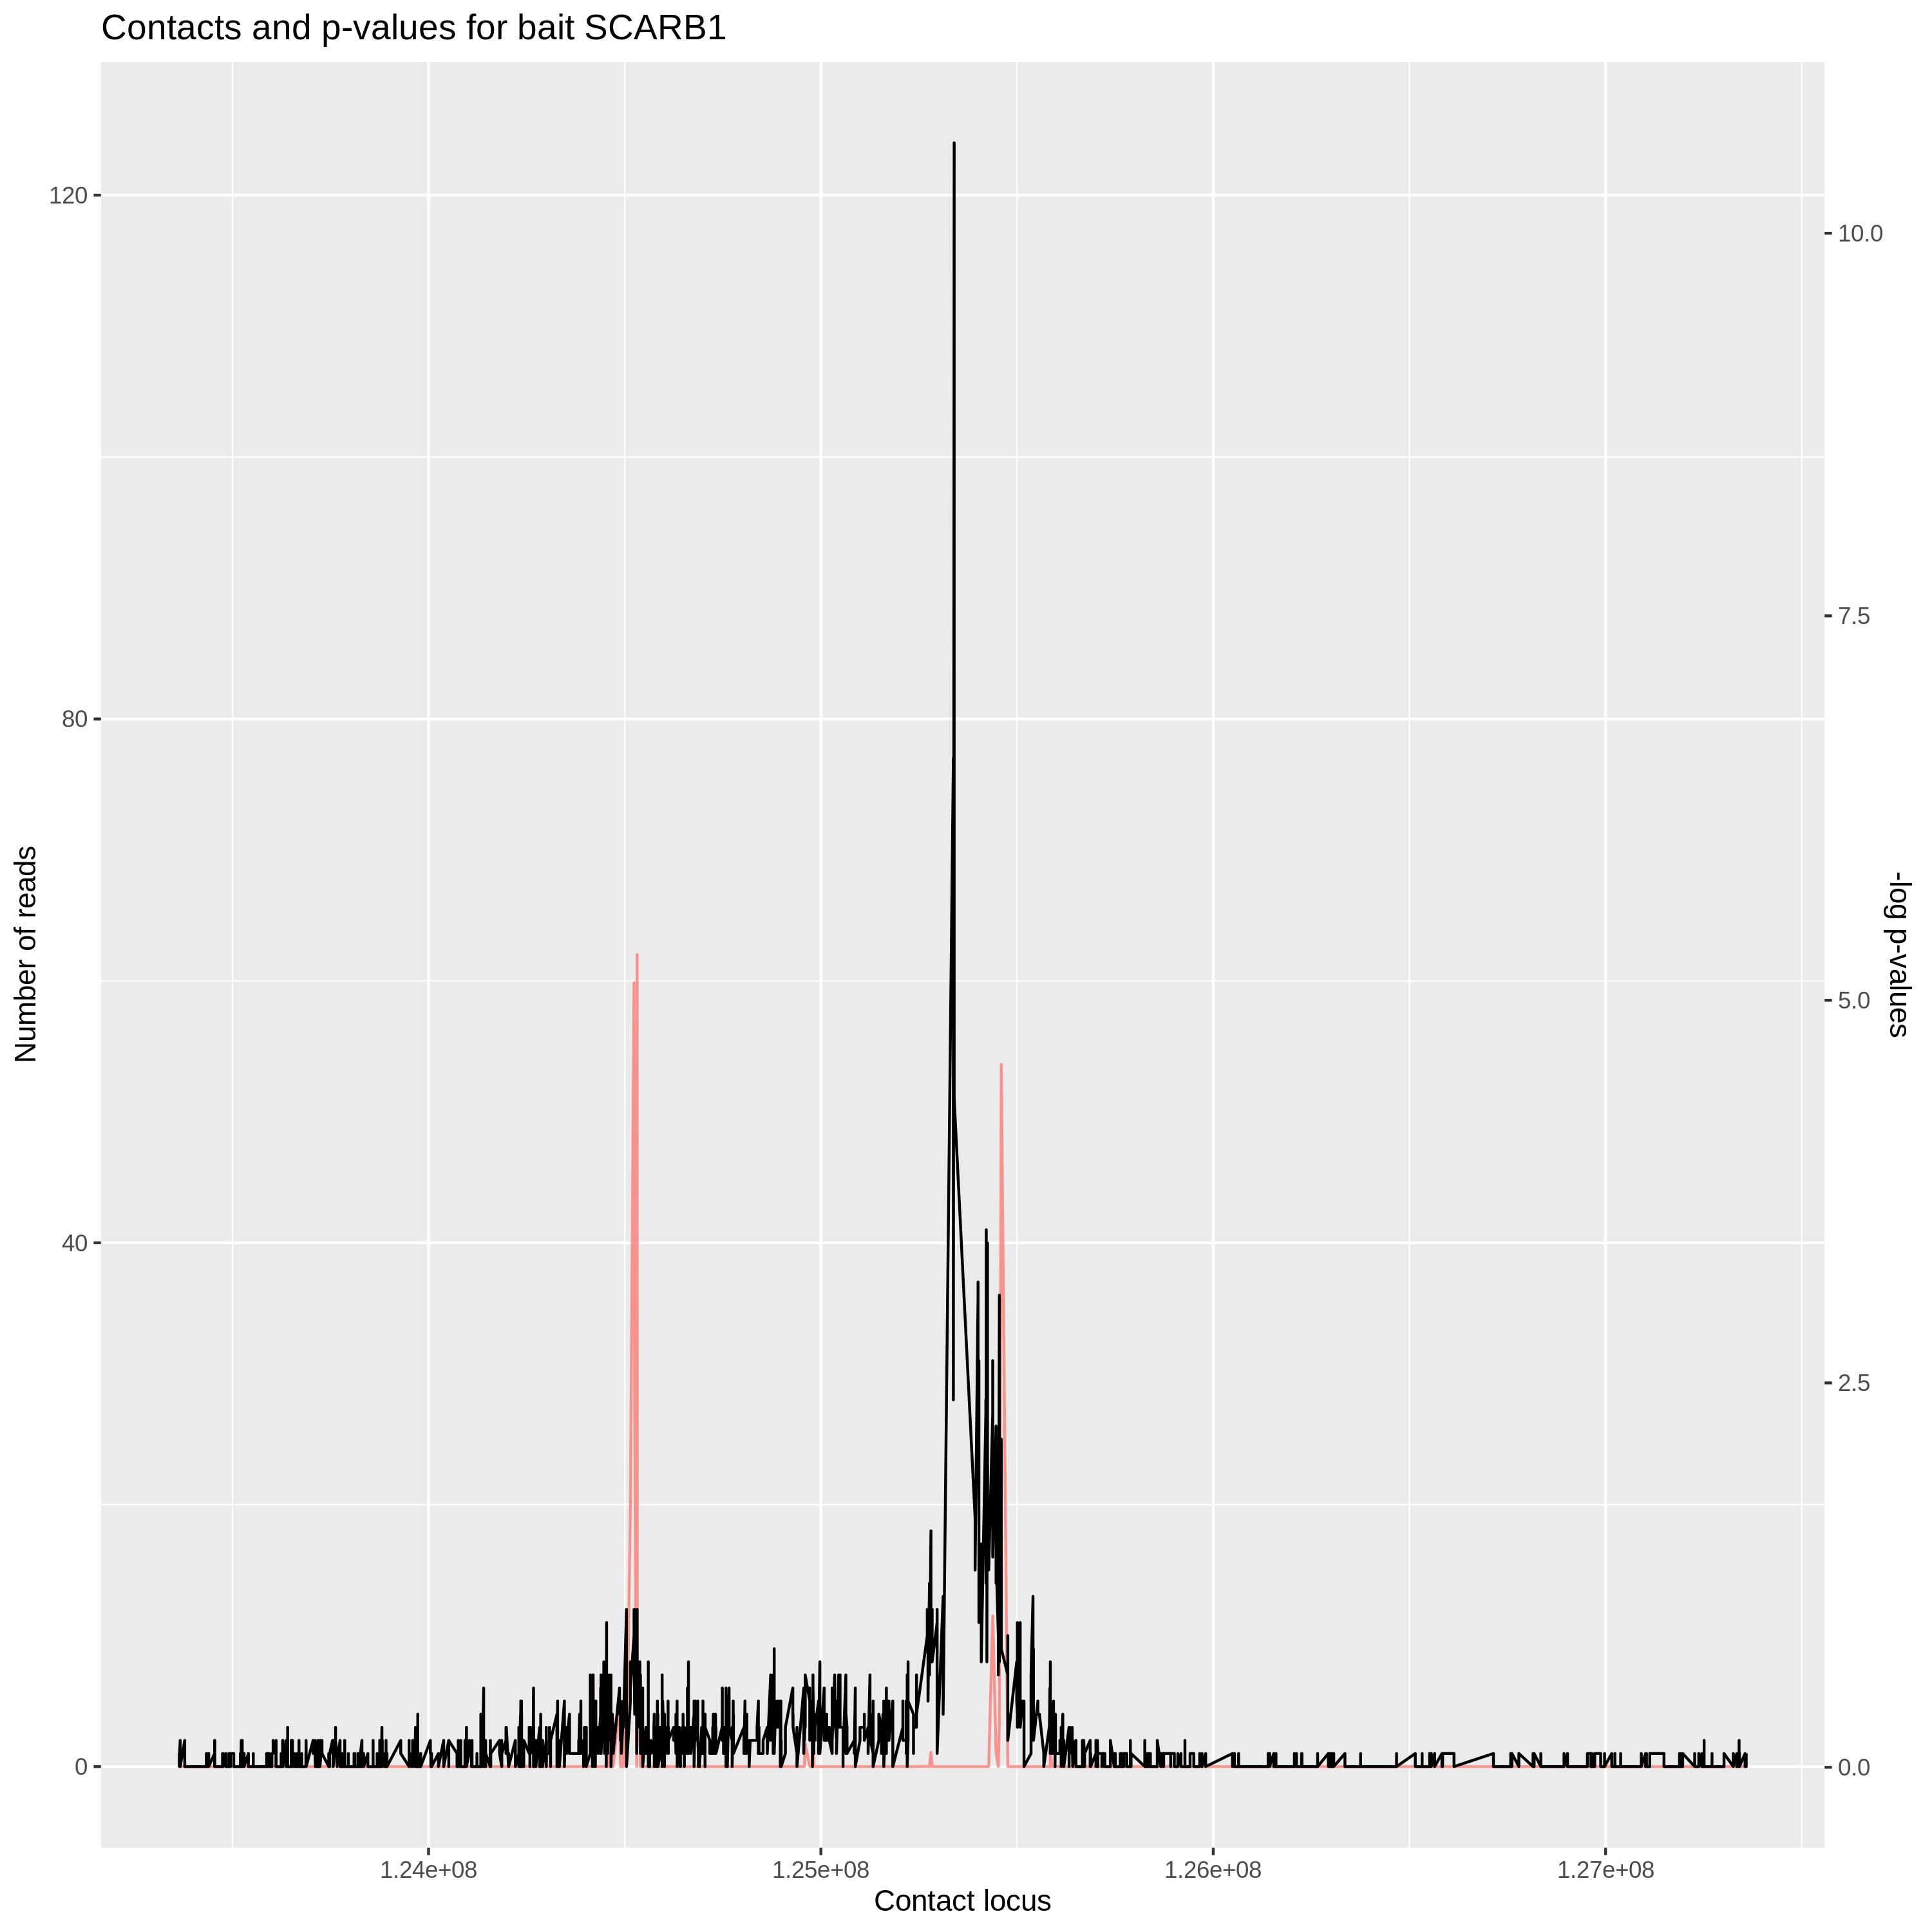 Contacts and p-values for bait SCARB1
120
80
40
0
Number of reads
10.0
7.5
5.0
2.5
0.0
-log p-values
1.24e+08
1.25e+08
1.26e+08
1.27e+08
Contact locus